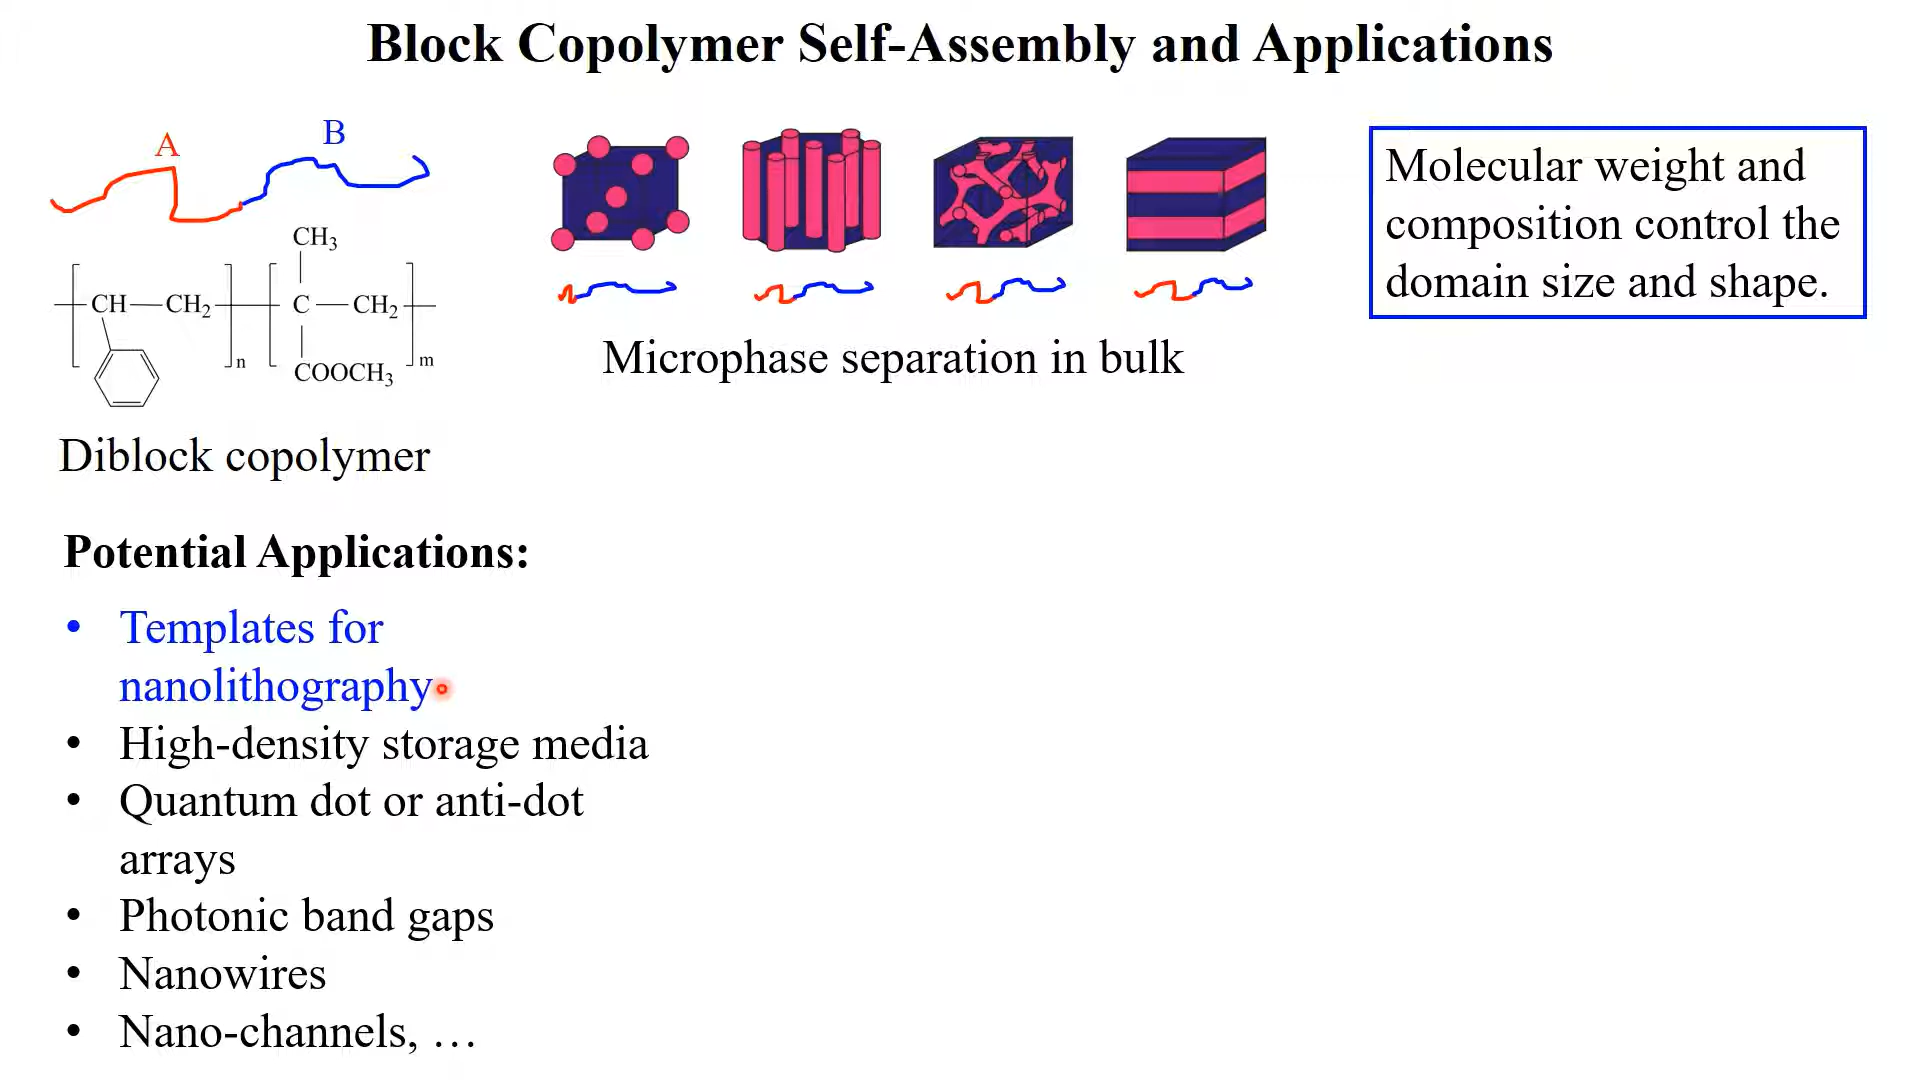 Block Copolymer Self-Assembly and Applications
A
B
CH3
CH
CH2
n
C
CH2
m
COOCH3
Diblock copolymer
Microphase separation in bulk
Molecular weight and
composition control the
domain size and shape.
Potential Applications:
• Templates for
nanolithography
• High-density storage media
• Quantum dot or anti-dot
arrays
• Photonic band gaps
• Nanowires
• Nano-channels, …